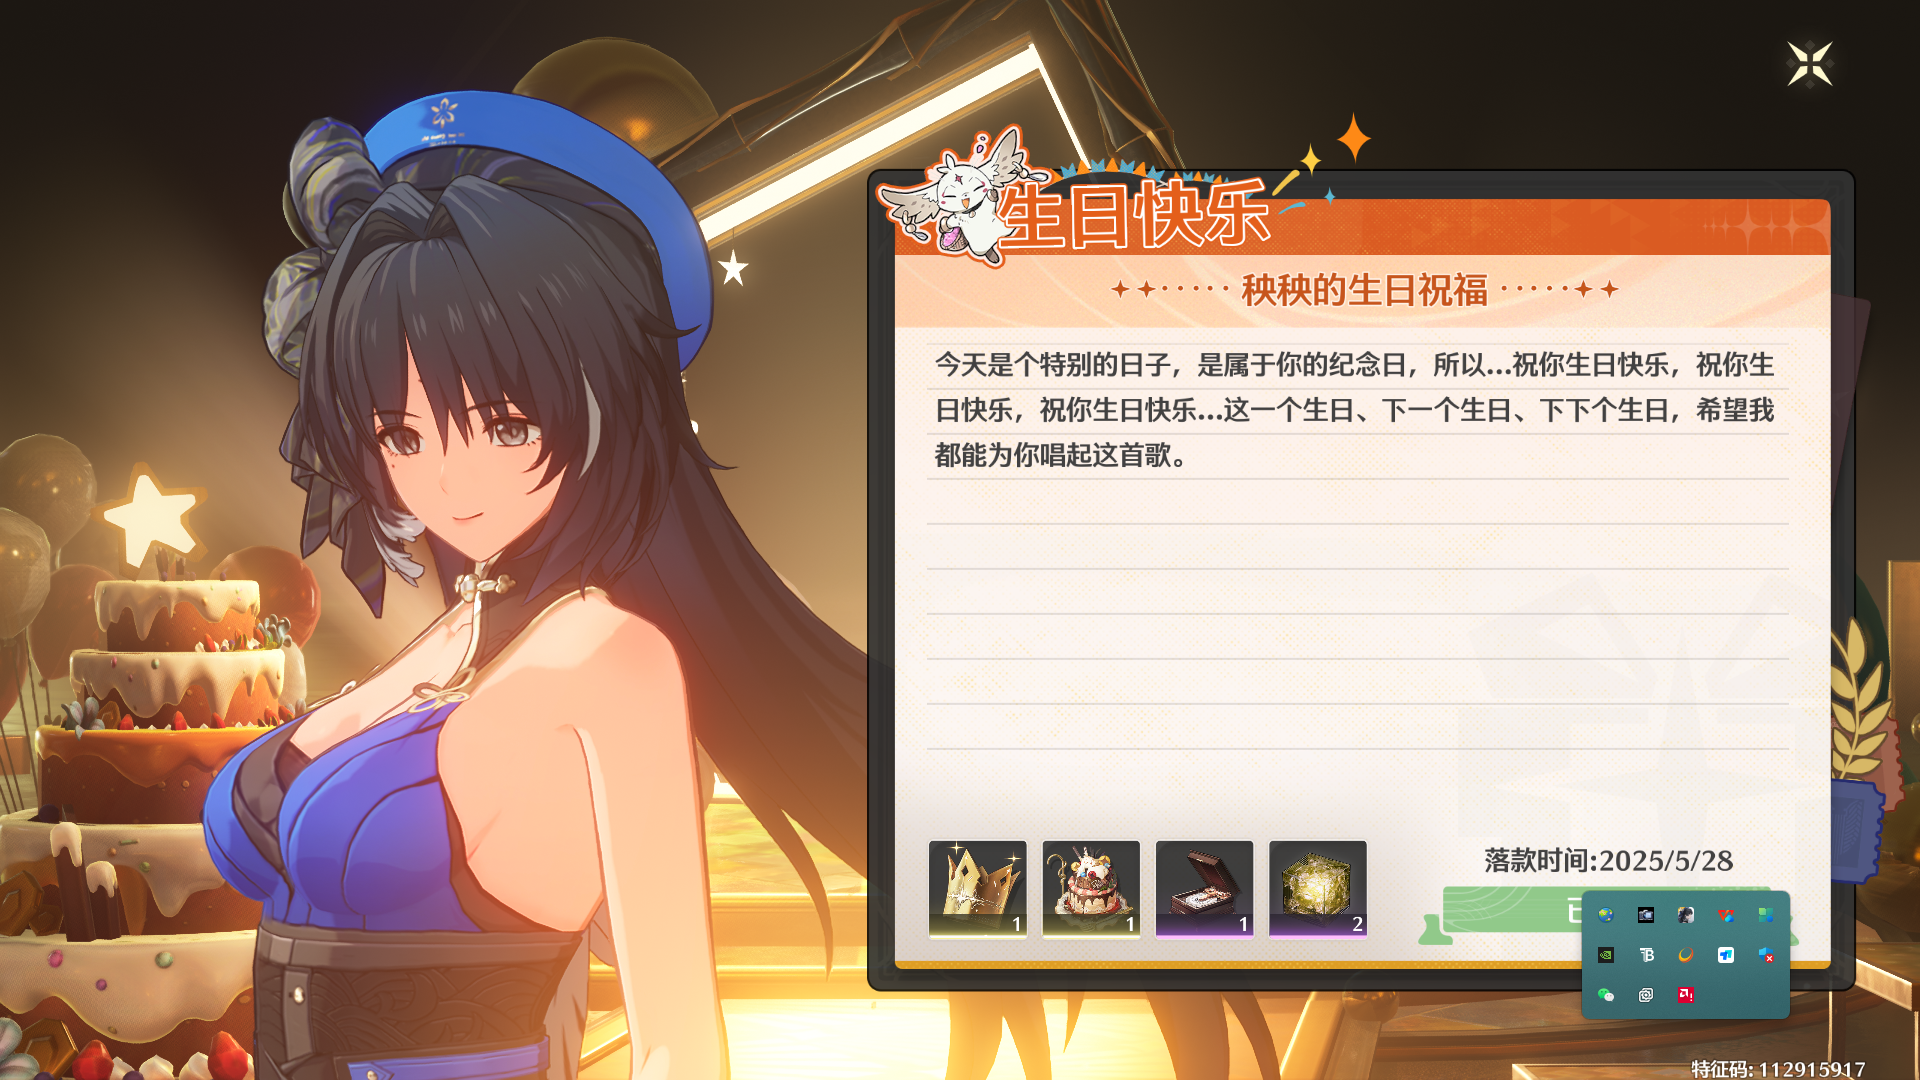 生日快乐
秧秧的生日祝福
今天是个特别的日子，是属于你的纪念日，所以...祝你生日快乐，祝你生
日快乐，祝你生日快乐...这一个生日、下一个生日、下下个生日，希望我
都能为你唱起这首歌。
1
1
1
2
落款时间:2025/5/28
已
特征码: 112915917